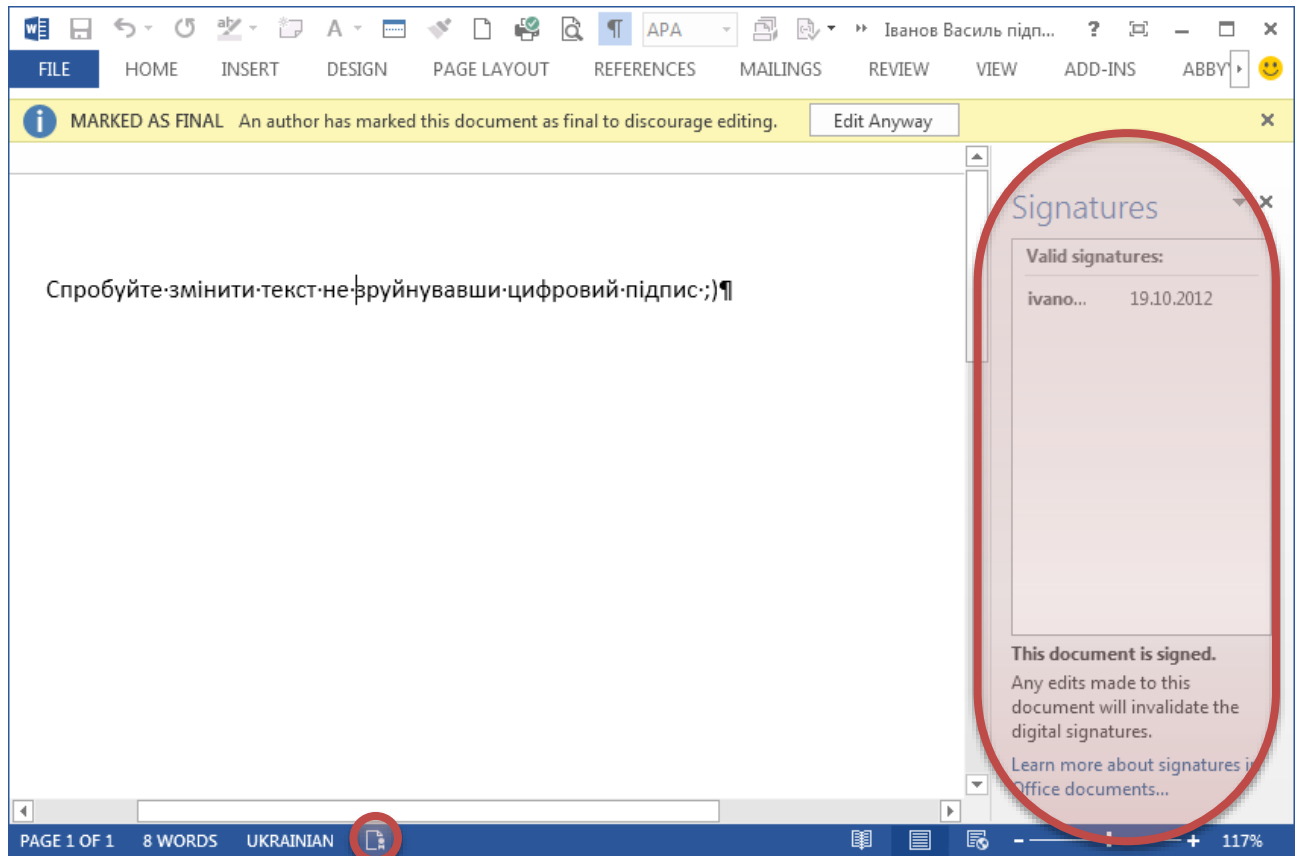 APA
Іванов Василь підп...
?
FILE HOME INSERT DESIGN PAGE LAYOUT REFERENCES MAILINGS REVIEW VIEW ADD-INS ABBY
MARKED AS FINAL An author has marked this document as final to discourage editing. Edit Anyway
Signatures
Valid signatures:
ivano... 19.10.2012
Спробуйте·змінити·текст·не·зруйнувавши·цифровий·підпис·;)¶
This document is signed.
Any edits made to this
document will invalidate the
digital signatures.
Learn more about signatures in
Office documents...
PAGE 1 OF 1 8 WORDS UKRAINIAN 117%